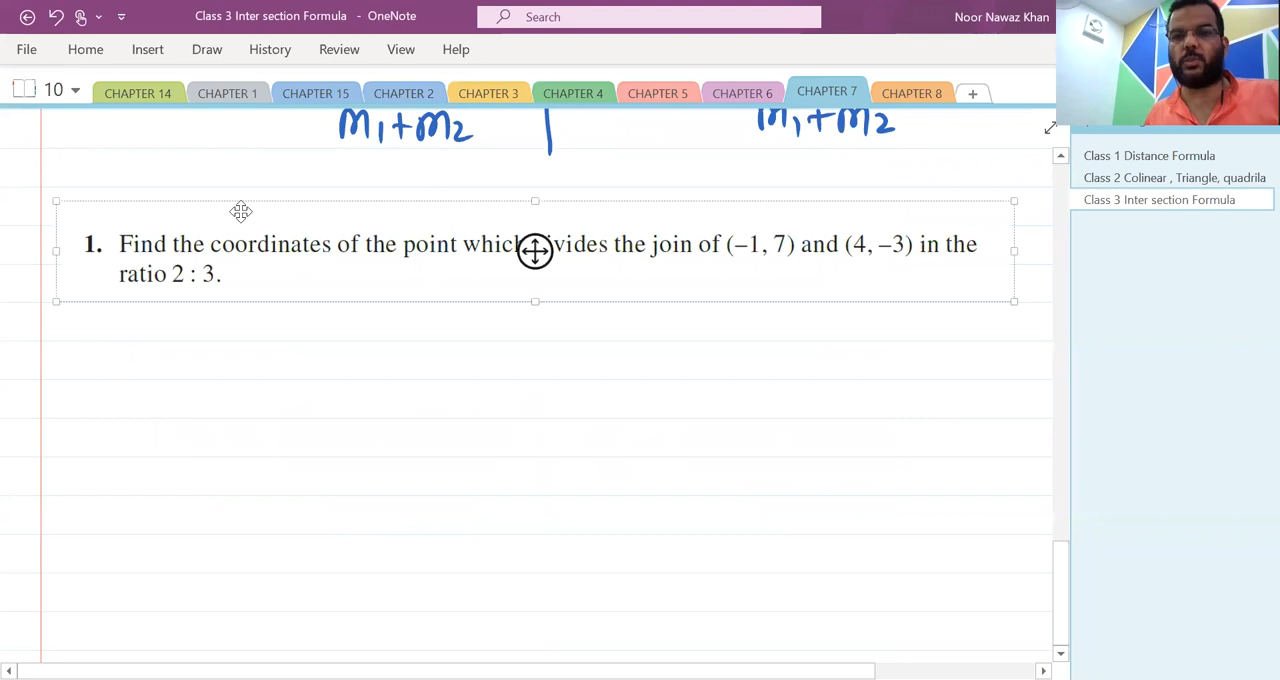 Class 3 Inter section Formula - OneNote
Search
Noor Nawaz Khan
File Home Insert Draw History Review View Help
10 CHAPTER 14 CHAPTER 1 CHAPTER 15 CHAPTER 2 CHAPTER 3 CHAPTER 4 CHAPTER 5 CHAPTER 6 CHAPTER 7 CHAPTER 8 +
m₁+m₂ | m₁+m₂
Class 1 Distance Formula
Class 2 Colinear , Triangle, quadrila
Class 3 Inter section Formula
1. Find the coordinates of the point which divides the join of (–1, 7) and (4, –3) in the
ratio 2 : 3.